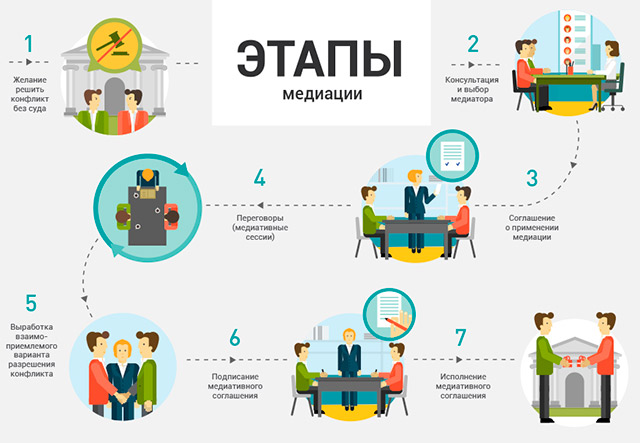 ЭТАПЫ
медиации
1
Желание
решить
конфликт
без суда
2
Консультация
и выбор
медиатора
3
Соглашение
о применении
медиации
4
Переговоры
(медиативные
сессии)
5
Выработка
взаимо-
приемлемого
варианта
разрешения
конфликта
6
Подписание
медиативного
соглашения
7
Исполнение
медиативного
соглашения